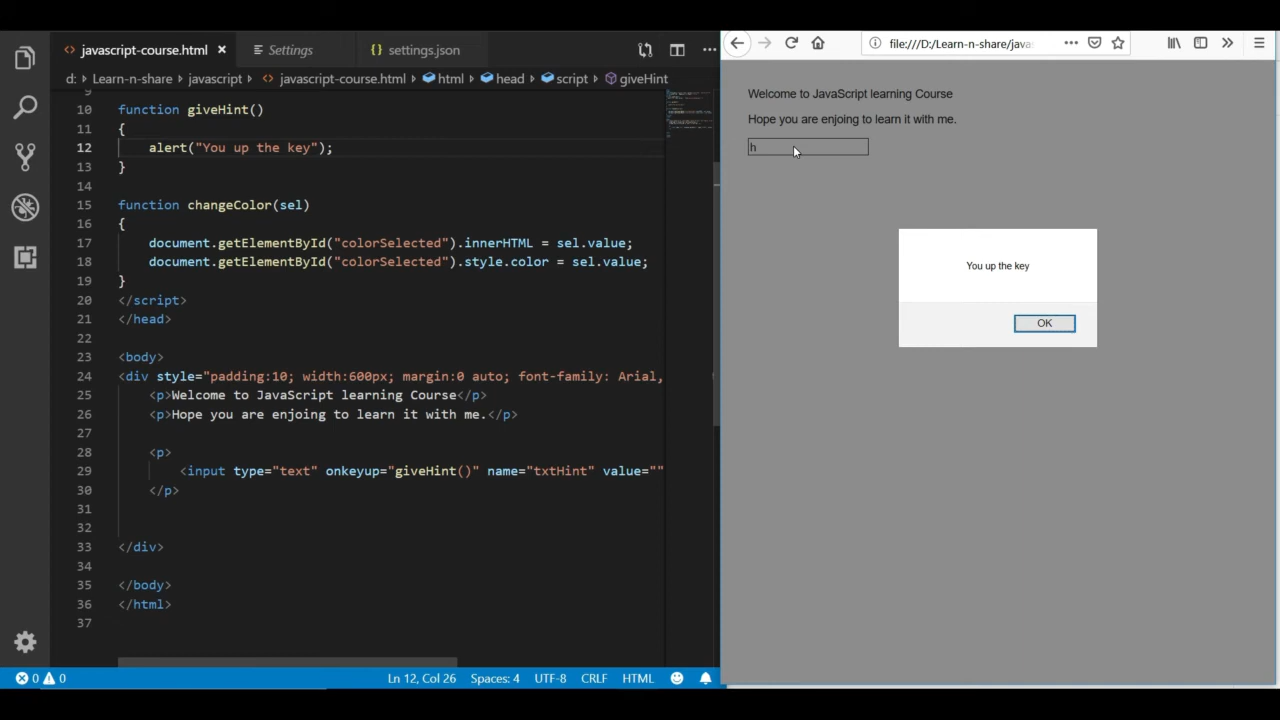 javascript-course.html
Settings
settings.json
d: Learn-n-share javascript javascript-course.html html head script giveHint
9
10 function giveHint()
11 {
12 alert("You up the key");
13 }
14
15 function changeColor(sel)
16 {
17 document.getElementById("colorSelected").innerHTML = sel.value;
18 document.getElementById("colorSelected").style.color = sel.value;
19 }
20 </script>
21 </head>
22
23 <body>
24 <div style="padding:10; width:600px; margin:0 auto; font-family: Arial,
25 <p>Welcome to JavaScript learning Course</p>
26 <p>Hope you are enjoing to learn it with me.</p>
27
28 <p>
29 <input type="text" onkeyup="giveHint()" name="txtHint" value=""
30 </p>
31
32
33 </div>
34
35 </body>
36 </html>
37
0 0 Ln 12, Col 26 Spaces: 4 UTF-8 CRLF HTML
file:///D:/Learn-n-share/javas
Welcome to JavaScript learning Course
Hope you are enjoing to learn it with me.
h
You up the key
OK